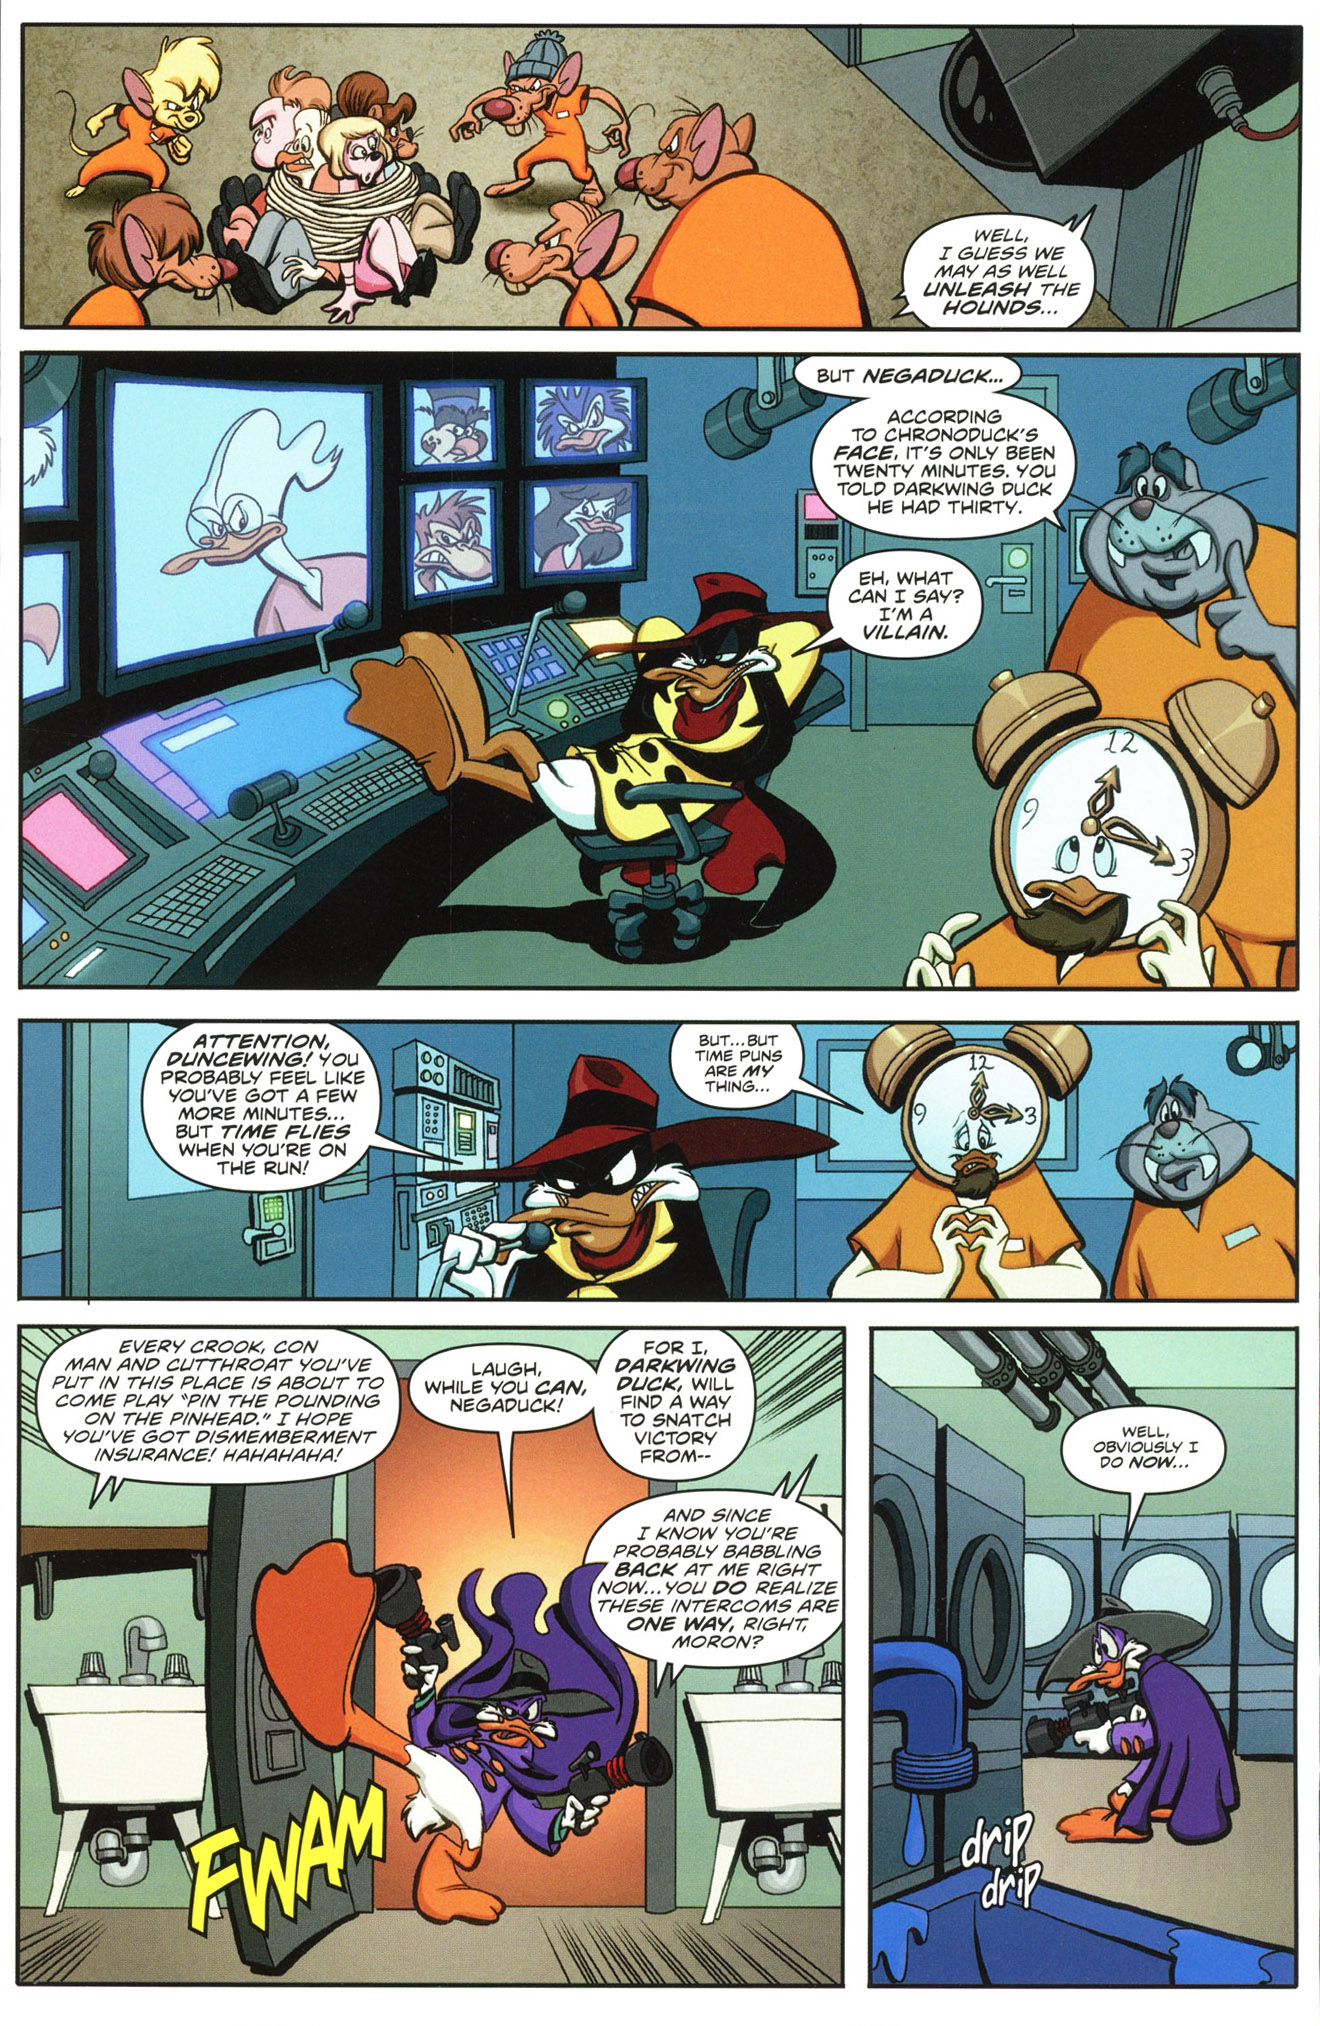 WELL,
I GUESS WE
MAY AS WELL
UNLEASH THE
HOUNDS...
BUT NEGADUCK...
ACCORDING
TO CHRONODUCK'S
FACE, IT'S ONLY BEEN
TWENTY MINUTES. YOU
TOLD DARKWING DUCK
HE HAD THIRTY.
EH, WHAT
CAN I SAY?
I'M A
VILLAIN.
12
9
3
ATTENTION,
DUNCEWING! YOU
PROBABLY FEEL LIKE
YOU'VE GOT A FEW
MORE MINUTES...
BUT TIME FLIES
WHEN YOU'RE ON
THE RUN!
BUT...BUT
TIME PUNS
ARE MY
THING...
12
9
3
EVERY CROOK, CON
MAN AND CUTTHROAT YOU'VE
PUT IN THIS PLACE IS ABOUT TO
COME PLAY "PIN THE POUNDING
ON THE PINHEAD." I HOPE
YOU'VE GOT DISMEMBERMENT
INSURANCE! HAHAHAHA!
LAUGH,
WHILE YOU CAN,
NEGADUCK!
FOR I,
DARKWING
DUCK, WILL
FIND A WAY
TO SNATCH
VICTORY
FROM--
AND SINCE
I KNOW YOU'RE
PROBABLY BABBLING
BACK AT ME RIGHT
NOW...YOU DO REALIZE
THESE INTERCOMS ARE
ONE WAY, RIGHT,
MORON?
FWAM
WELL,
OBVIOUSLY I
DO NOW...
drip
drip